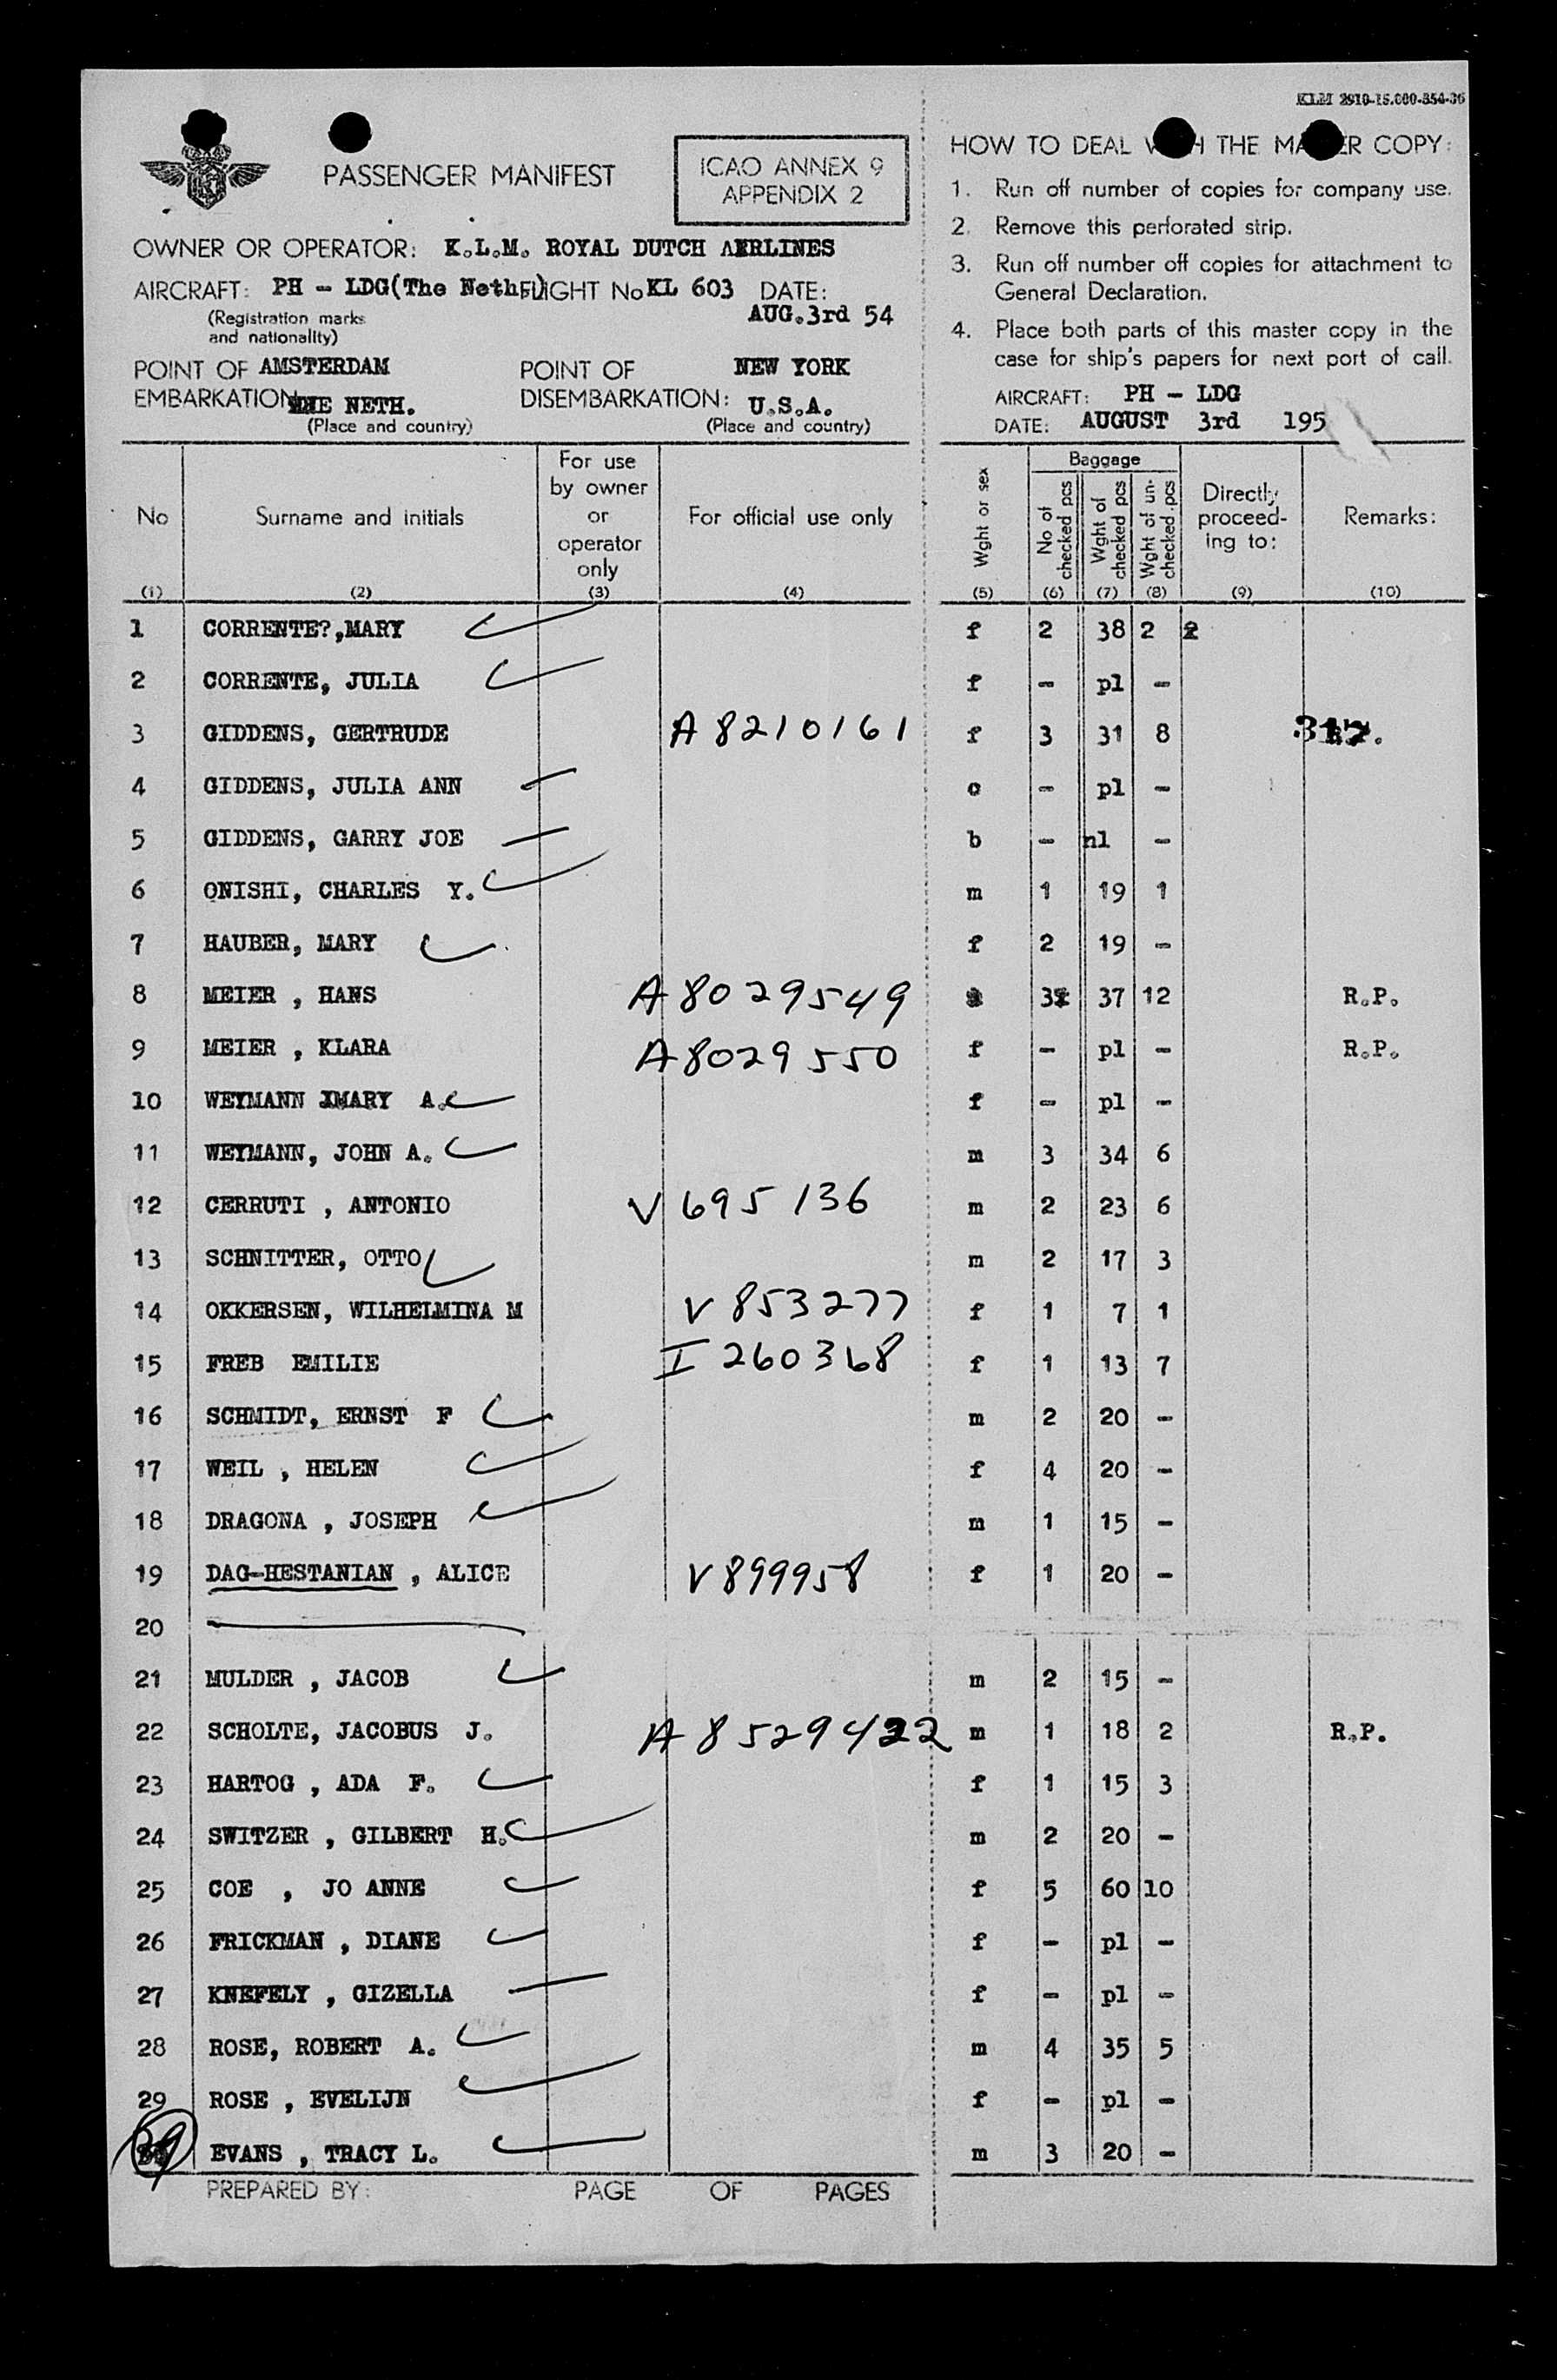 KLM 2910-15.000-854-36
PASSENGER MANIFEST
ICAO ANNEX 9
APPENDIX 2
OWNER OR OPERATOR: K.L.M. ROYAL DUTCH AIRLINES
AIRCRAFT: PH - LDG(The Neth.) FLIGHT No KL 603 DATE:
AUG.3rd 54
(Registration marks
and nationality)
POINT OF AMSTERDAM POINT OF NEW YORK
EMBARKATION: THE NETH. DISEMBARKATION: U.S.A.
(Place and country) (Place and country)
HOW TO DEAL WITH THE MASTER COPY:
1. Run off number of copies for company use.
2. Remove this perforated strip.
3. Run off number off copies for attachment to
General Declaration.
4. Place both parts of this master copy in the
case for ship's papers for next port of call.
AIRCRAFT: PH - LDG
DATE: AUGUST 3rd 195
No Surname and initials For use by owner or operator only For official use only Wght or sex Baggage No of checked pcs Wght of checked pcs Wght of un-checked pcs Directly proceed-ing to: Remarks:
(1) (2) (3) (4) (5) (6) (7) (8) (9) (10)
1 CORRENTE?,MARY f 2 38 2 2
2 CORRENTE, JULIA f - pl -
3 GIDDENS, GERTRUDE A 8210161 f 3 31 8
4 GIDDENS, JULIA ANN c - pl -
5 GIDDENS, GARRY JOE b - nl -
6 ONISHI, CHARLES Y. m 1 19 1
7 HAUBER, MARY f 2 19 -
8 MEIER , HANS A 8029549 3 37 12 R.P.
9 MEIER , KLARA A 8029550 f - pl - R.P.
10 WEYMANN MARY A. f - pl -
11 WEYMANN, JOHN A. m 3 34 6
12 CERRUTI , ANTONIO V 695136 m 2 23 6
13 SCHNITTER, OTTO m 2 17 3
14 OKKERSEN, WILHELMINA M V 853277 f 1 7 1
15 FREB EMILIE I 260368 f 1 13 7
16 SCHMIDT, ERNST F m 2 20 -
17 WEIL , HELEN f 4 20 -
18 DRAGONA , JOSEPH m 1 15 -
19 DAG-HESTANIAN , ALICE V 899958 f 1 20 -
20
21 MULDER , JACOB m 2 15 -
22 SCHOLTE, JACOBUS J. A 8529422 m 1 18 2 R.P.
23 HARTOG , ADA F. f 1 15 3
24 SWITZER , GILBERT H. m 2 20 -
25 COE , JO ANNE f 5 60 10
26 FRICKMAN , DIANE f - pl -
27 KNEFELY , GIZELLA f - pl -
28 ROSE, ROBERT A. m 4 35 5
29 ROSE , EVELIJN f - pl -
EVANS , TRACY L. m 3 20 -
PREPARED BY: PAGE OF PAGES